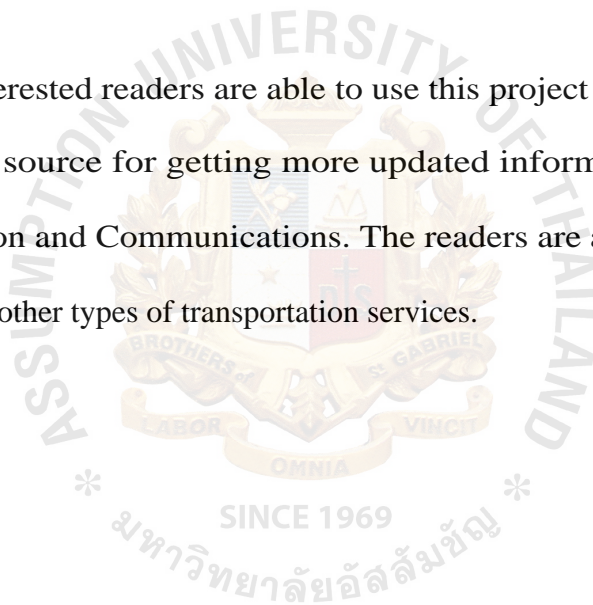 erested readers are able to use this project
source for getting more updated inform
on and Communications. The readers are a
other types of transportation services.
ASSUMPTION UNIVERSITY OF THAILAND
BROTHERS of St GABRIEL
LABOR
VINCIT
OMNIA
SINCE 1969
มหาวิทยาลัยอัสสัมชัญ